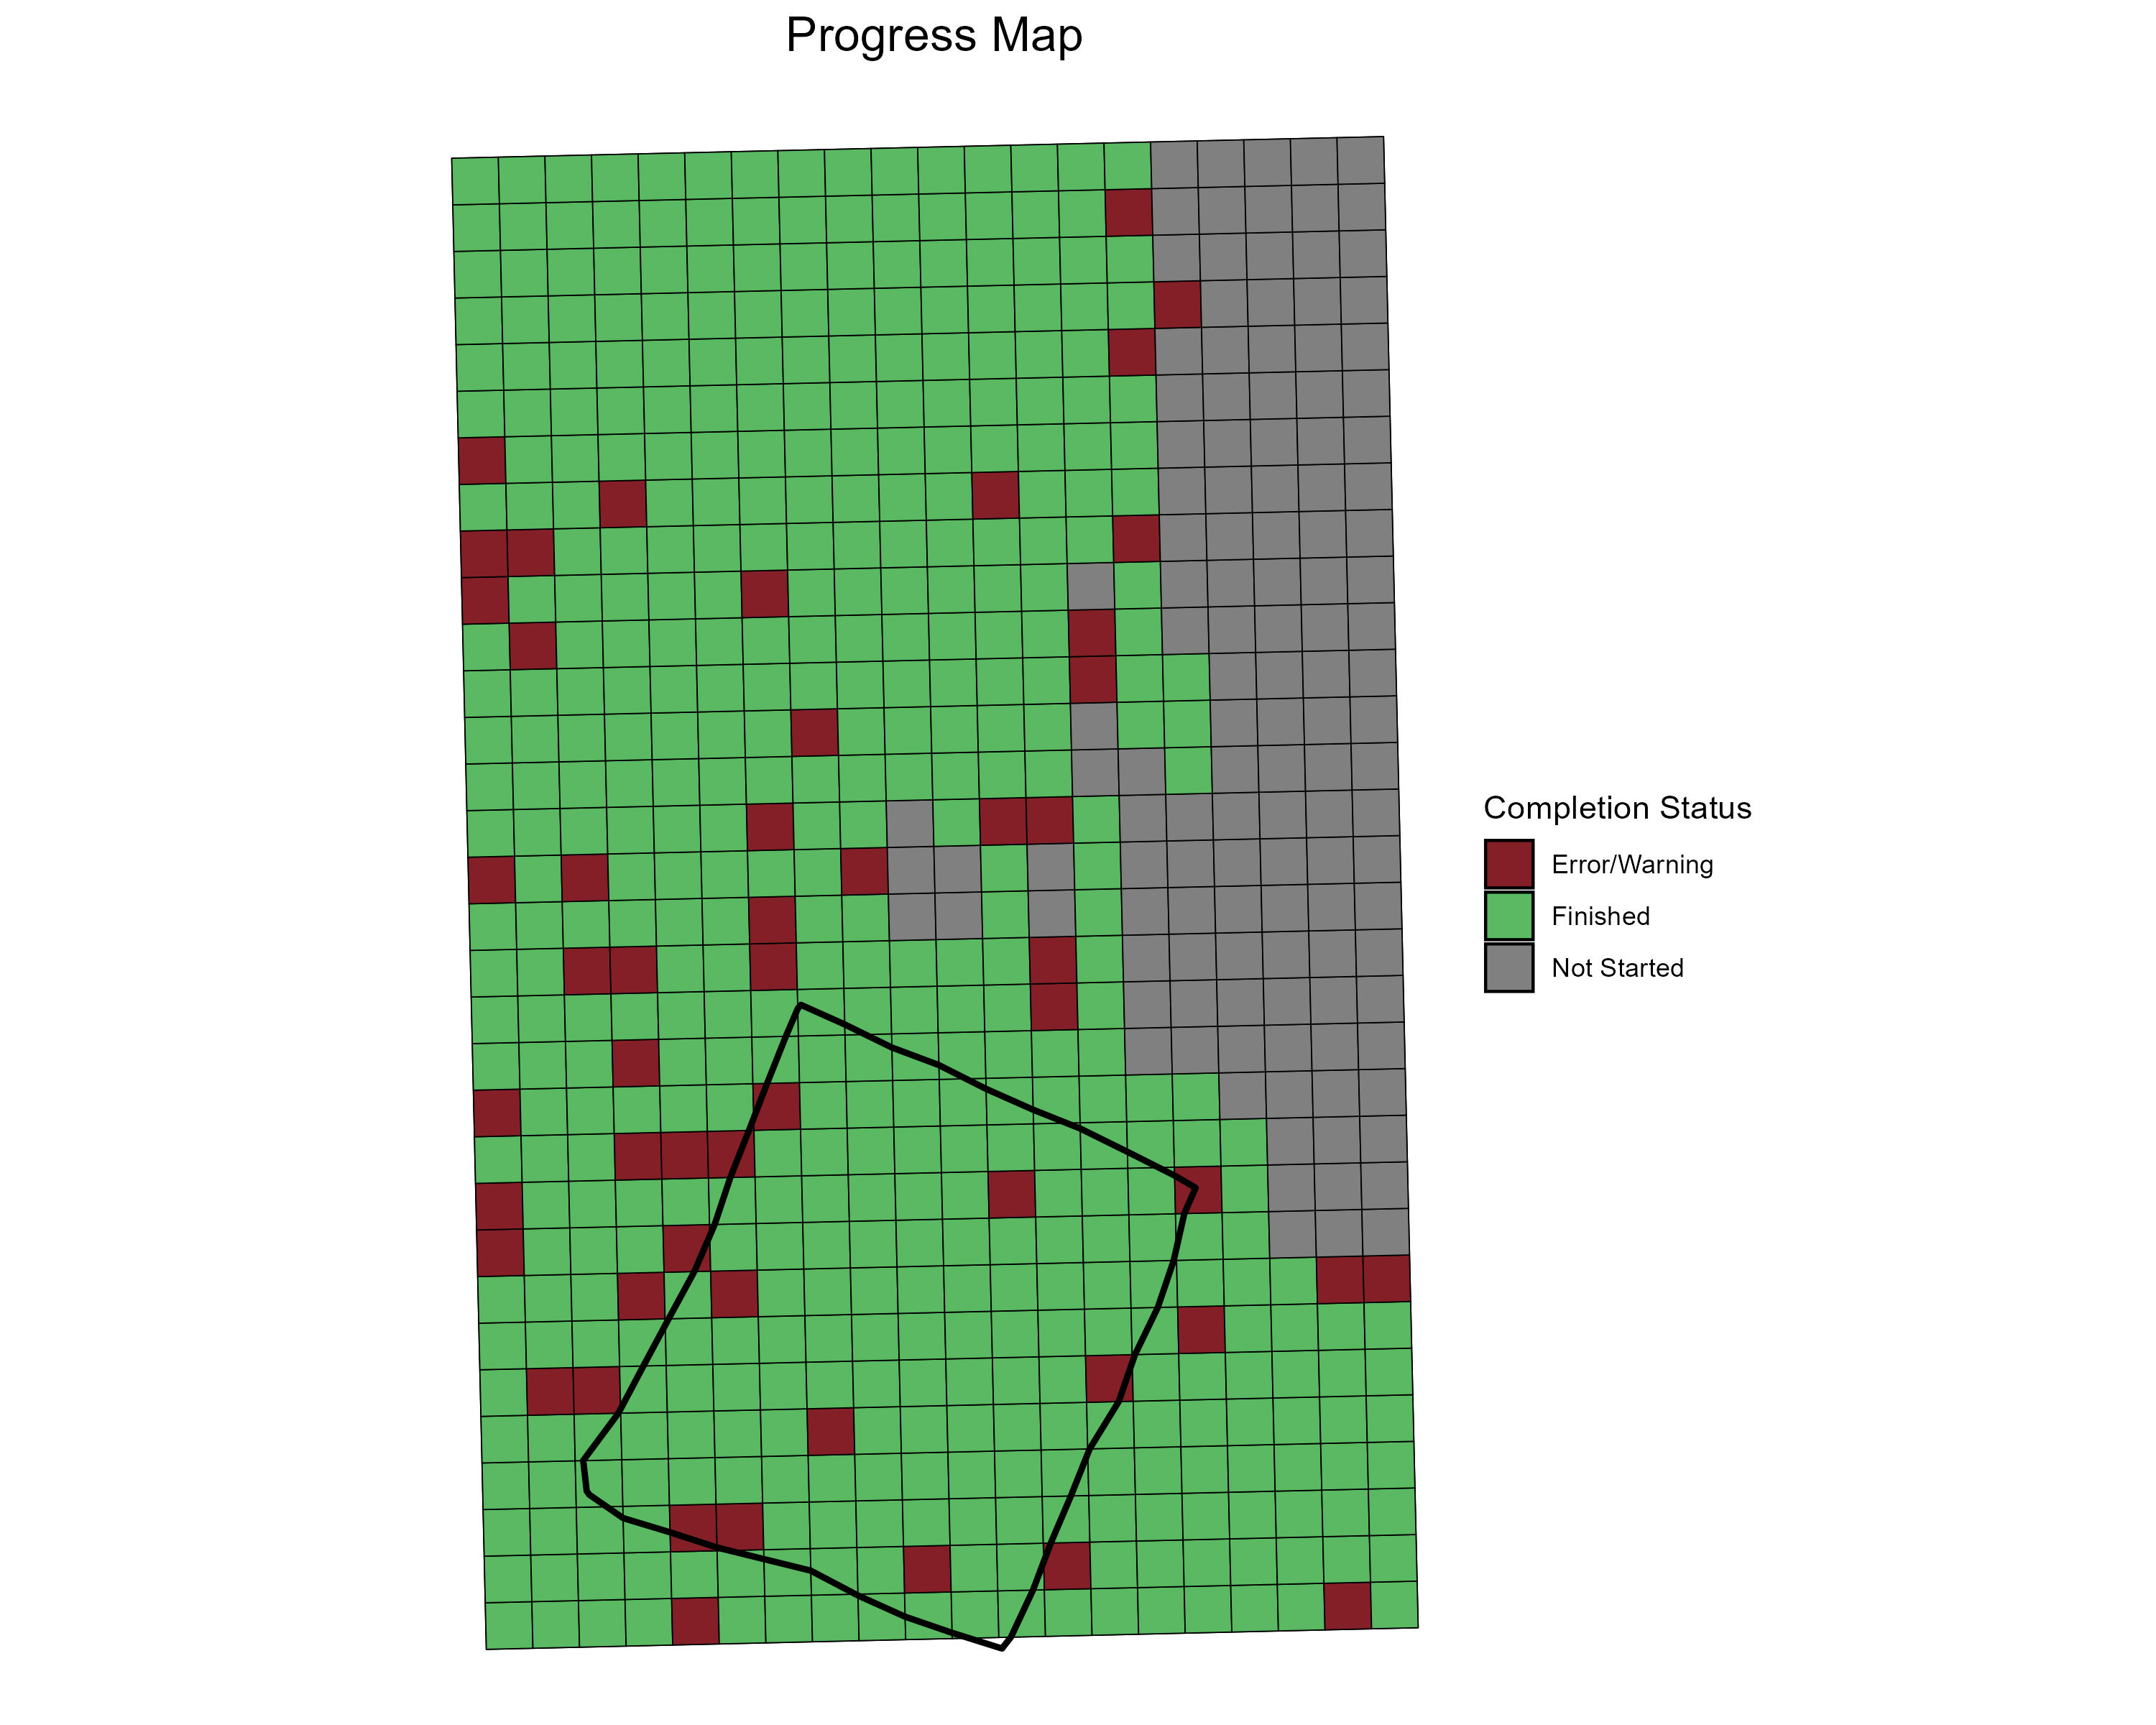 Progress Map
Completion Status
Error/Warning
Finished
Not Started